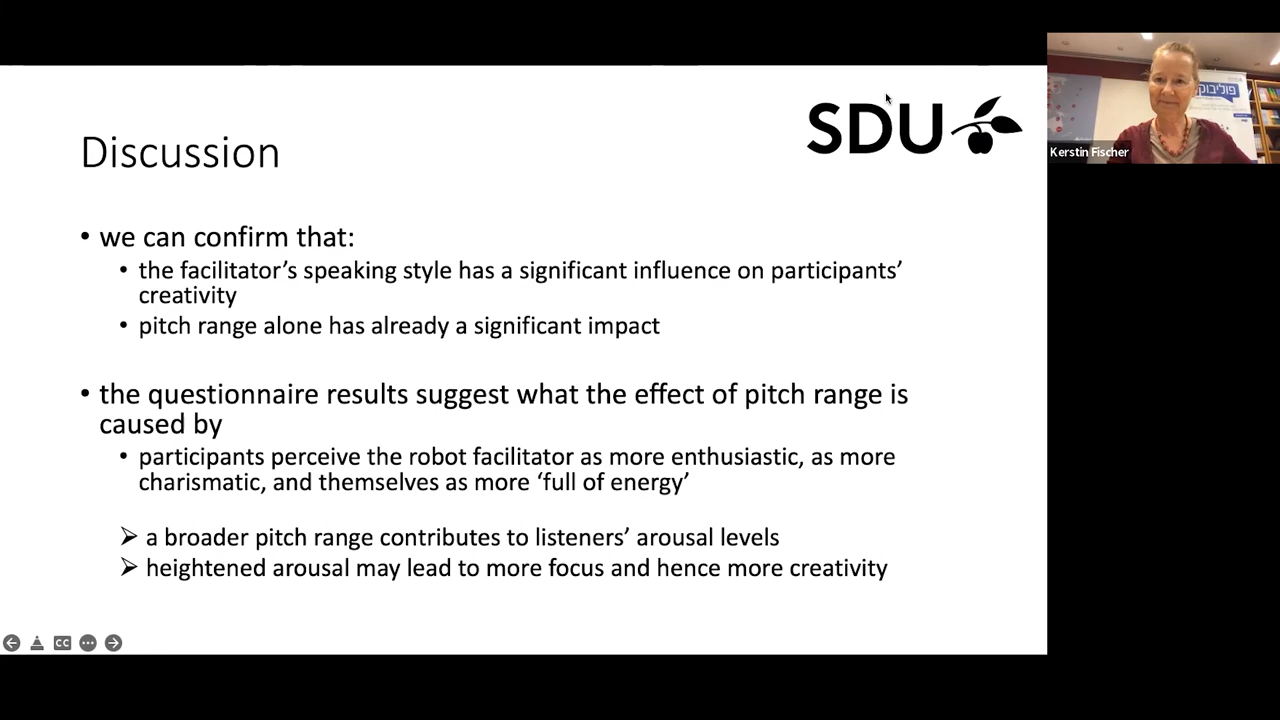 Discussion
SDU
• we can confirm that:
• the facilitator’s speaking style has a significant influence on participants’
creativity
• pitch range alone has already a significant impact
• the questionnaire results suggest what the effect of pitch range is
caused by
• participants perceive the robot facilitator as more enthusiastic, as more
charismatic, and themselves as more ‘full of energy’
➢ a broader pitch range contributes to listeners’ arousal levels
➢ heightened arousal may lead to more focus and hence more creativity
CC
פוליבוק
Kerstin Fischer